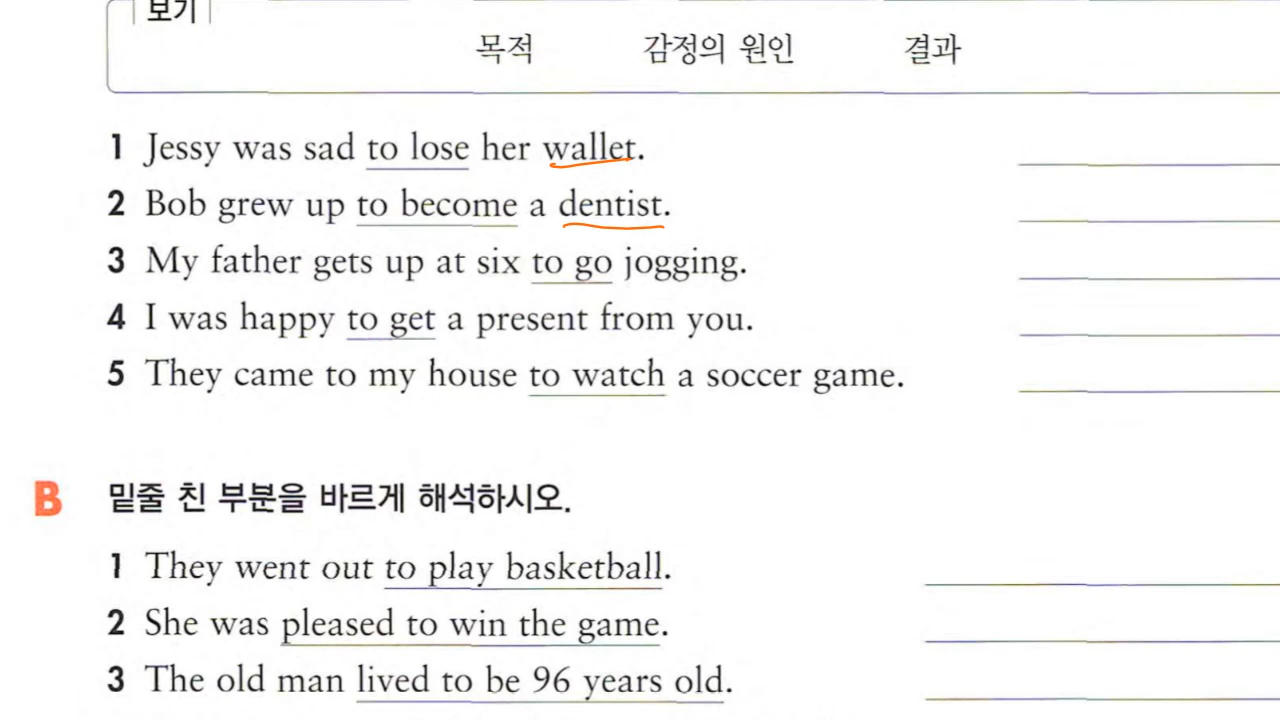 보기
목적 감정의 원인 결과
1 Jessy was sad to lose her wallet.
2 Bob grew up to become a dentist.
3 My father gets up at six to go jogging.
4 I was happy to get a present from you.
5 They came to my house to watch a soccer game.
B 밑줄 친 부분을 바르게 해석하시오.
1 They went out to play basketball.
2 She was pleased to win the game.
3 The old man lived to be 96 years old.